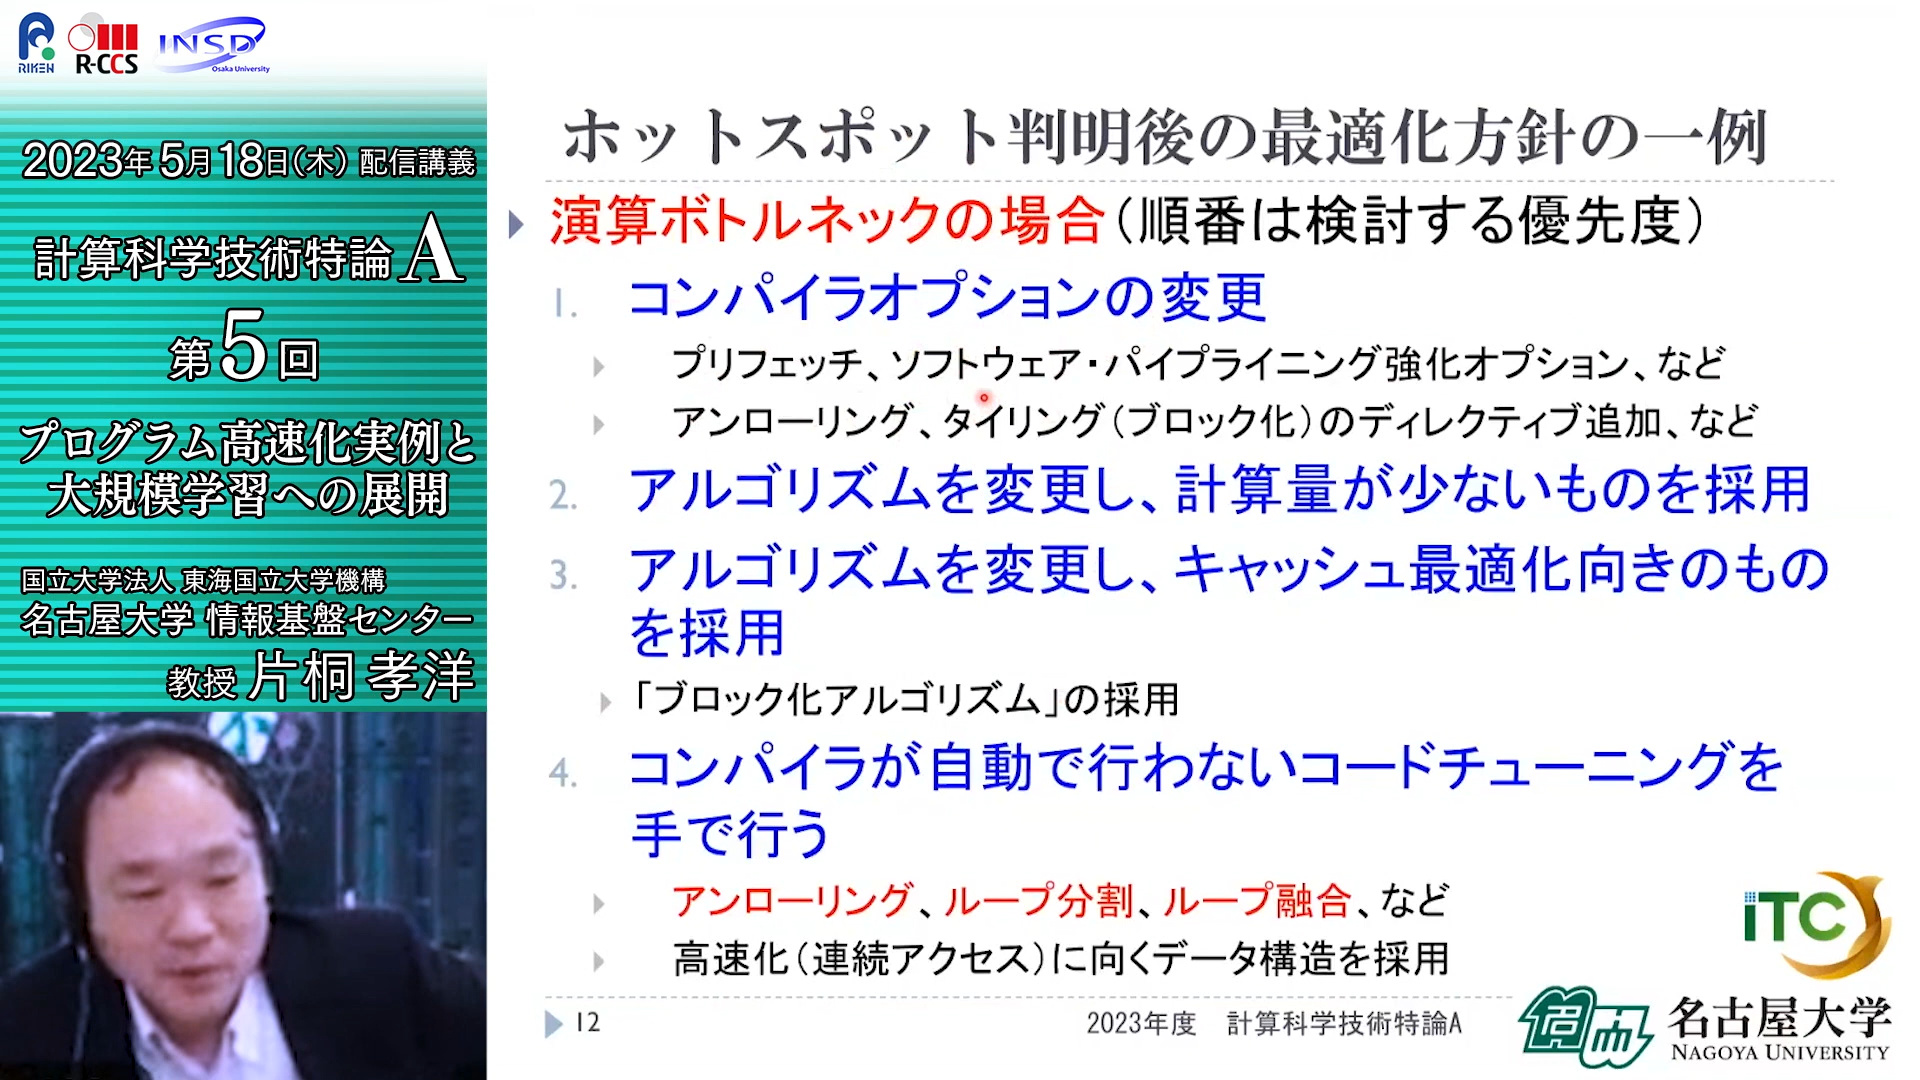 RIKEN
R-CCS
INSD
Osaka University
2023年5月18日(木) 配信講義
計算科学技術特論A
第5回
プログラム高速化実例と
大規模学習への展開
国立大学法人 東海国立大学機構
名古屋大学 情報基盤センター
教授 片桐 孝洋
ホットスポット判明後の最適化方針の一例
演算ボトルネックの場合(順番は検討する優先度)
1. コンパイラオプションの変更
プリフェッチ、ソフトウェア・パイプライニング強化オプション、など
アンローリング、タイリング(ブロック化)のディレクティブ追加、など
2. アルゴリズムを変更し、計算量が少ないものを採用
3. アルゴリズムを変更し、キャッシュ最適化向きのもの
を採用
「ブロック化アルゴリズム」の採用
4. コンパイラが自動で行わないコードチューニングを
手で行う
アンローリング、ループ分割、ループ融合、など
高速化(連続アクセス)に向くデータ構造を採用
12
2023年度 計算科学技術特論A
ITC
名古屋大学
NAGOYA UNIVERSITY